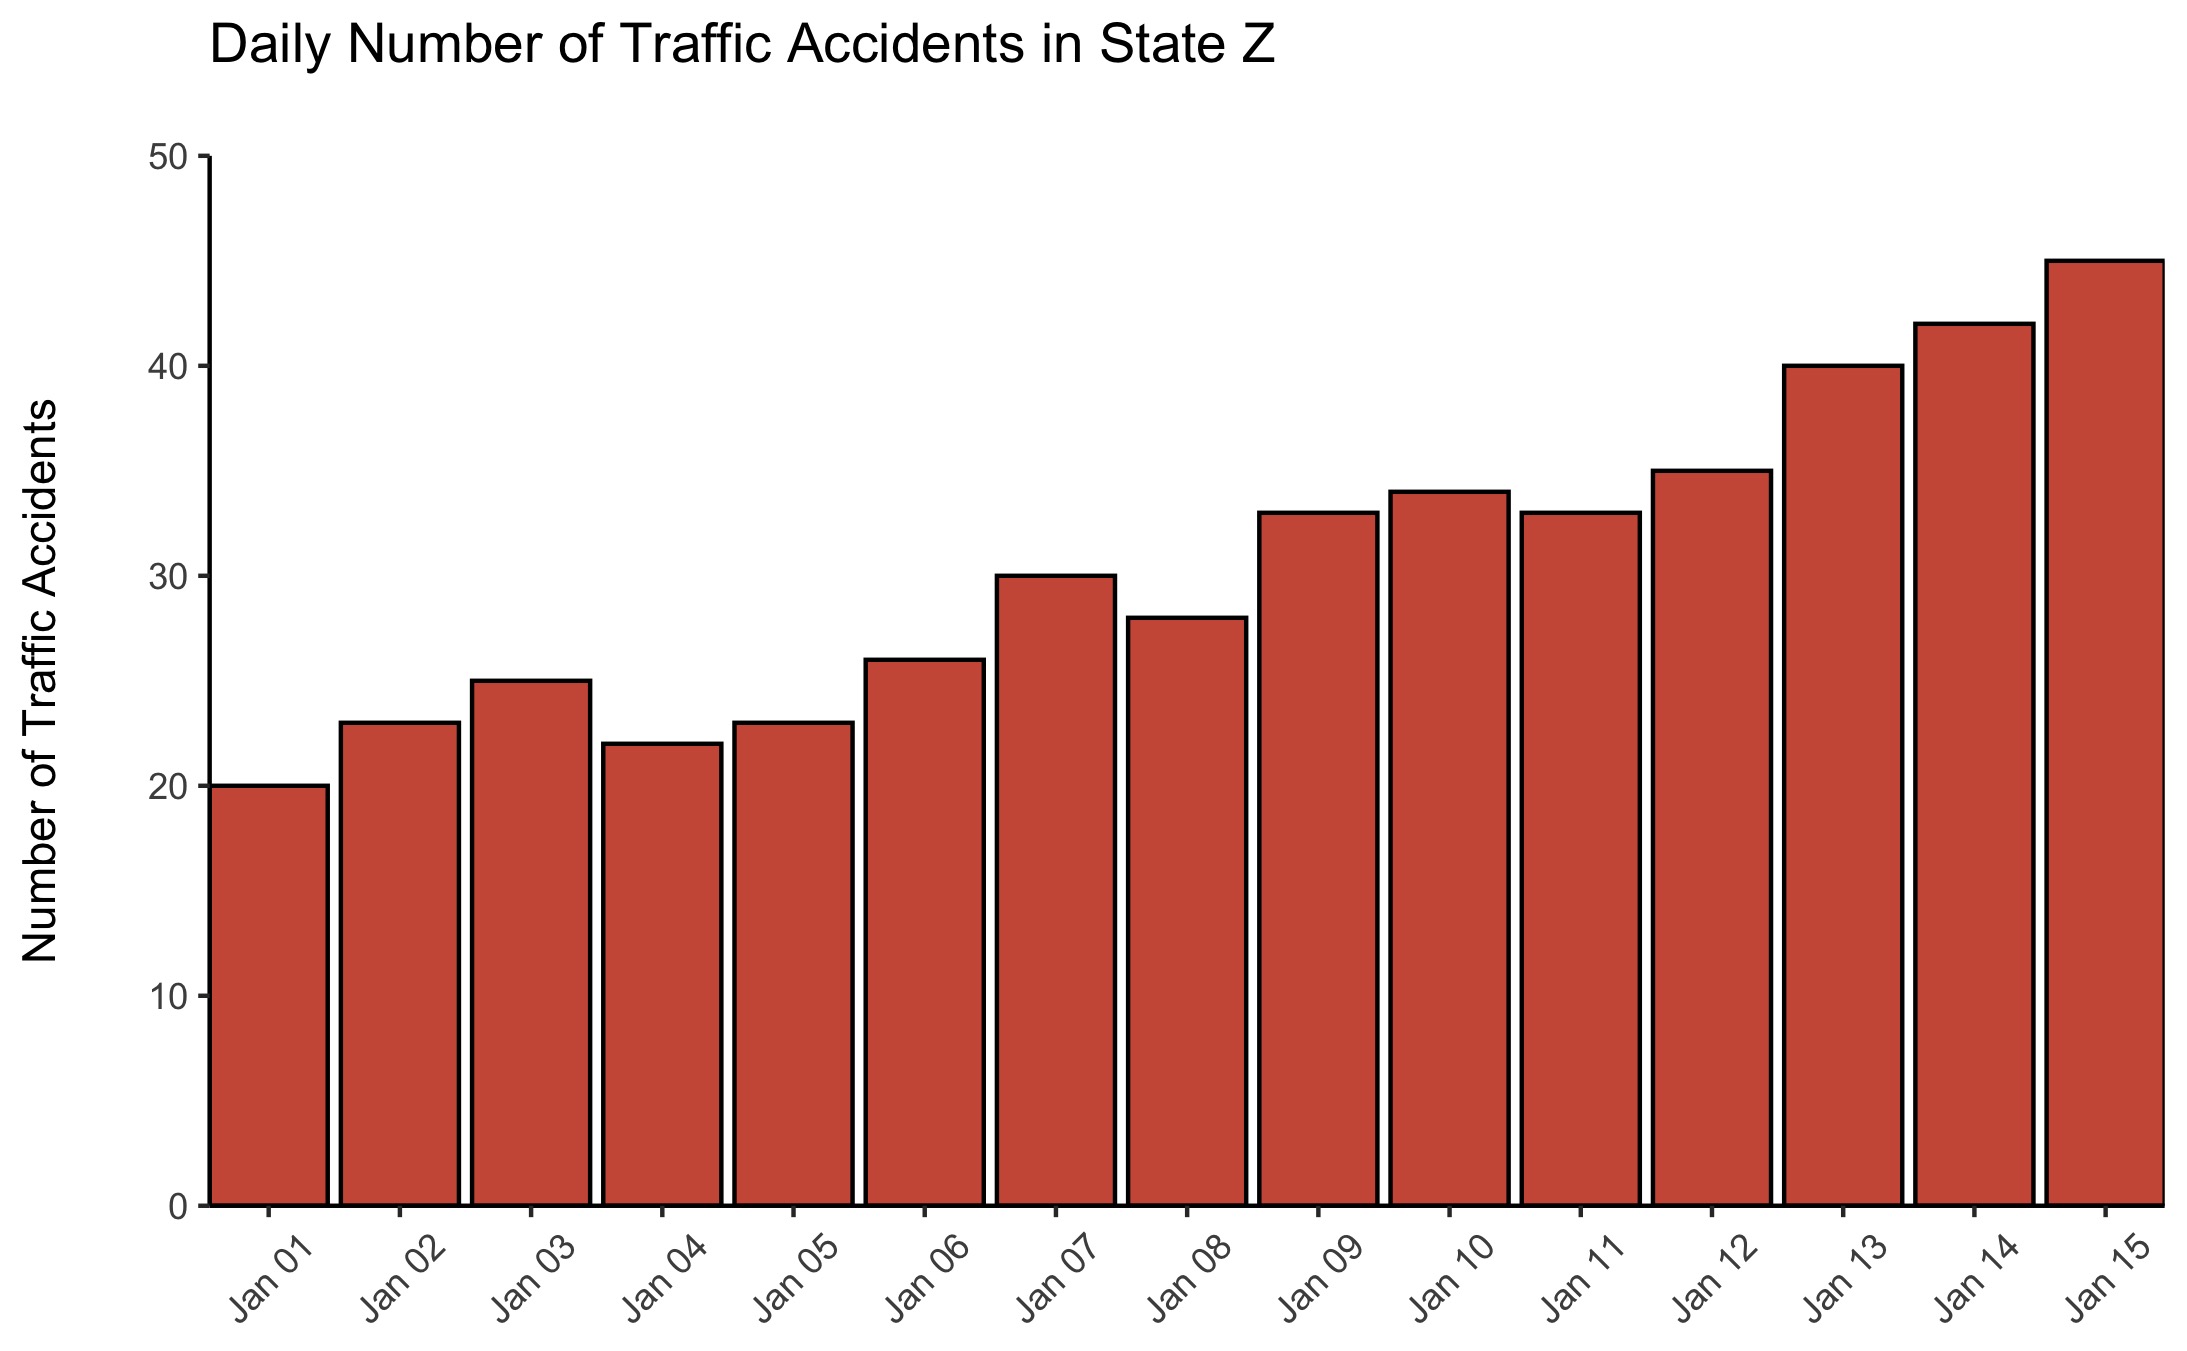 Daily Number of Traffic Accidents in State Z
Number of Traffic Accidents
50
40
30
20
10
0
Jan 01
Jan 02
Jan 03
Jan 04
Jan 05
Jan 06
Jan 07
Jan 08
Jan 09
Jan 10
Jan 11
Jan 12
Jan 13
Jan 14
Jan 15